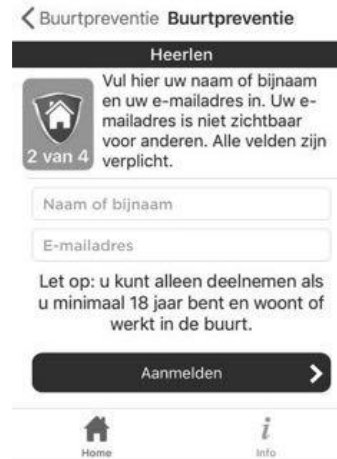 Buurtpreventie Buurtpreventie
Heerlen
Vul hier uw naam of bijnaam
en uw e-mailadres in. Uw e-
mailadres is niet zichtbaar
voor anderen. Alle velden zijn
verplicht.
2 van 4
Naam of bijnaam
E-mailadres
Let op: u kunt alleen deelnemen als
u minimaal 18 jaar bent en woont of
werkt in de buurt.
Aanmelden
Home
i
Info